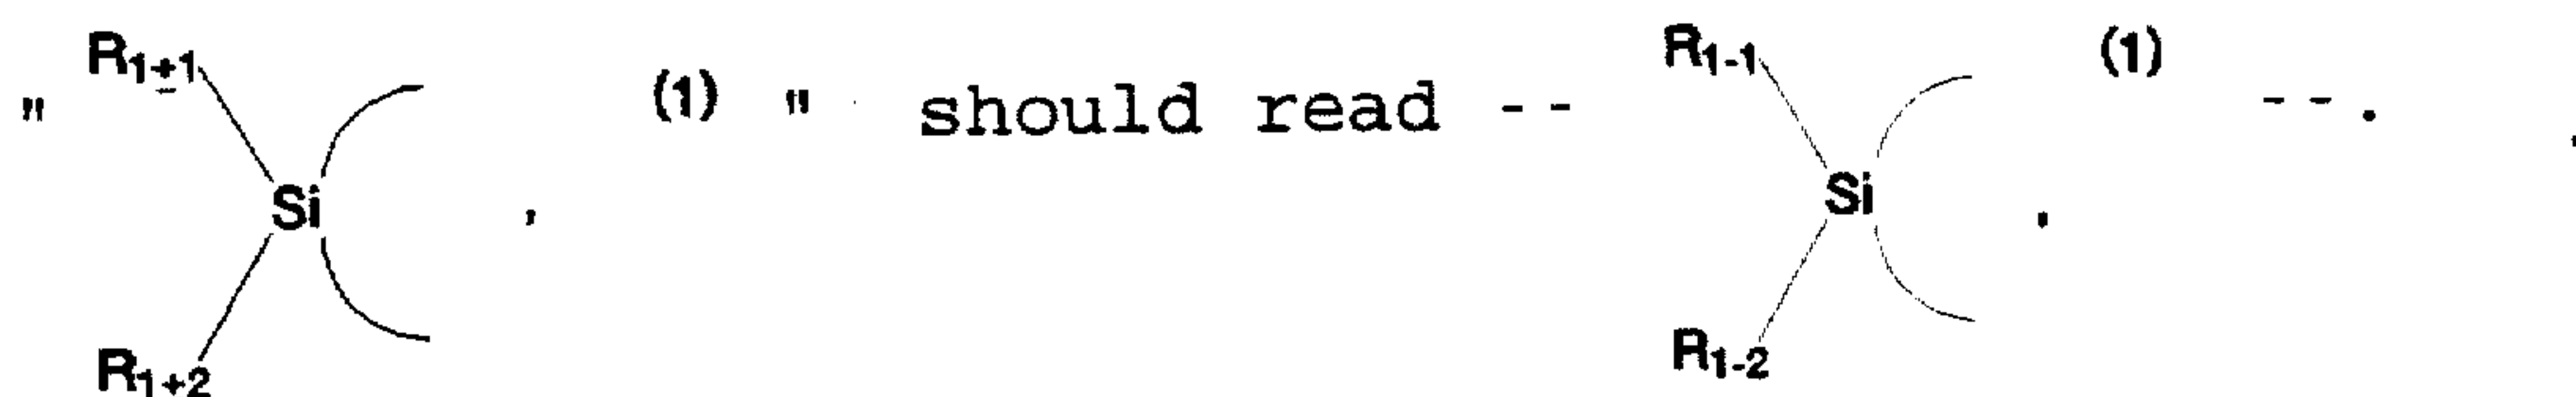 " R1+1 (1) " should read -- R1-1 (1) --.
Si , Si ,
R1+2 R1-2